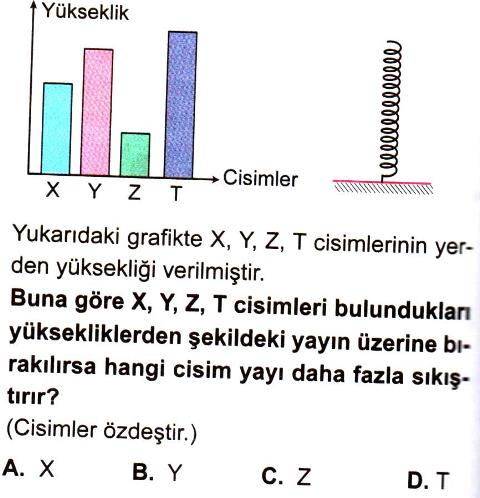 Yükseklik
Cisimler
X Y Z T
Yukarıdaki grafikte X, Y, Z, T cisimlerinin yer-
den yüksekliği verilmiştir.
Buna göre X, Y, Z, T cisimleri bulundukları
yüksekliklerden şekildeki yayın üzerine bı-
rakılırsa hangi cisim yayı daha fazla sıkış-
tırır?
(Cisimler özdeştir.)
A. X B. Y C. Z D. T